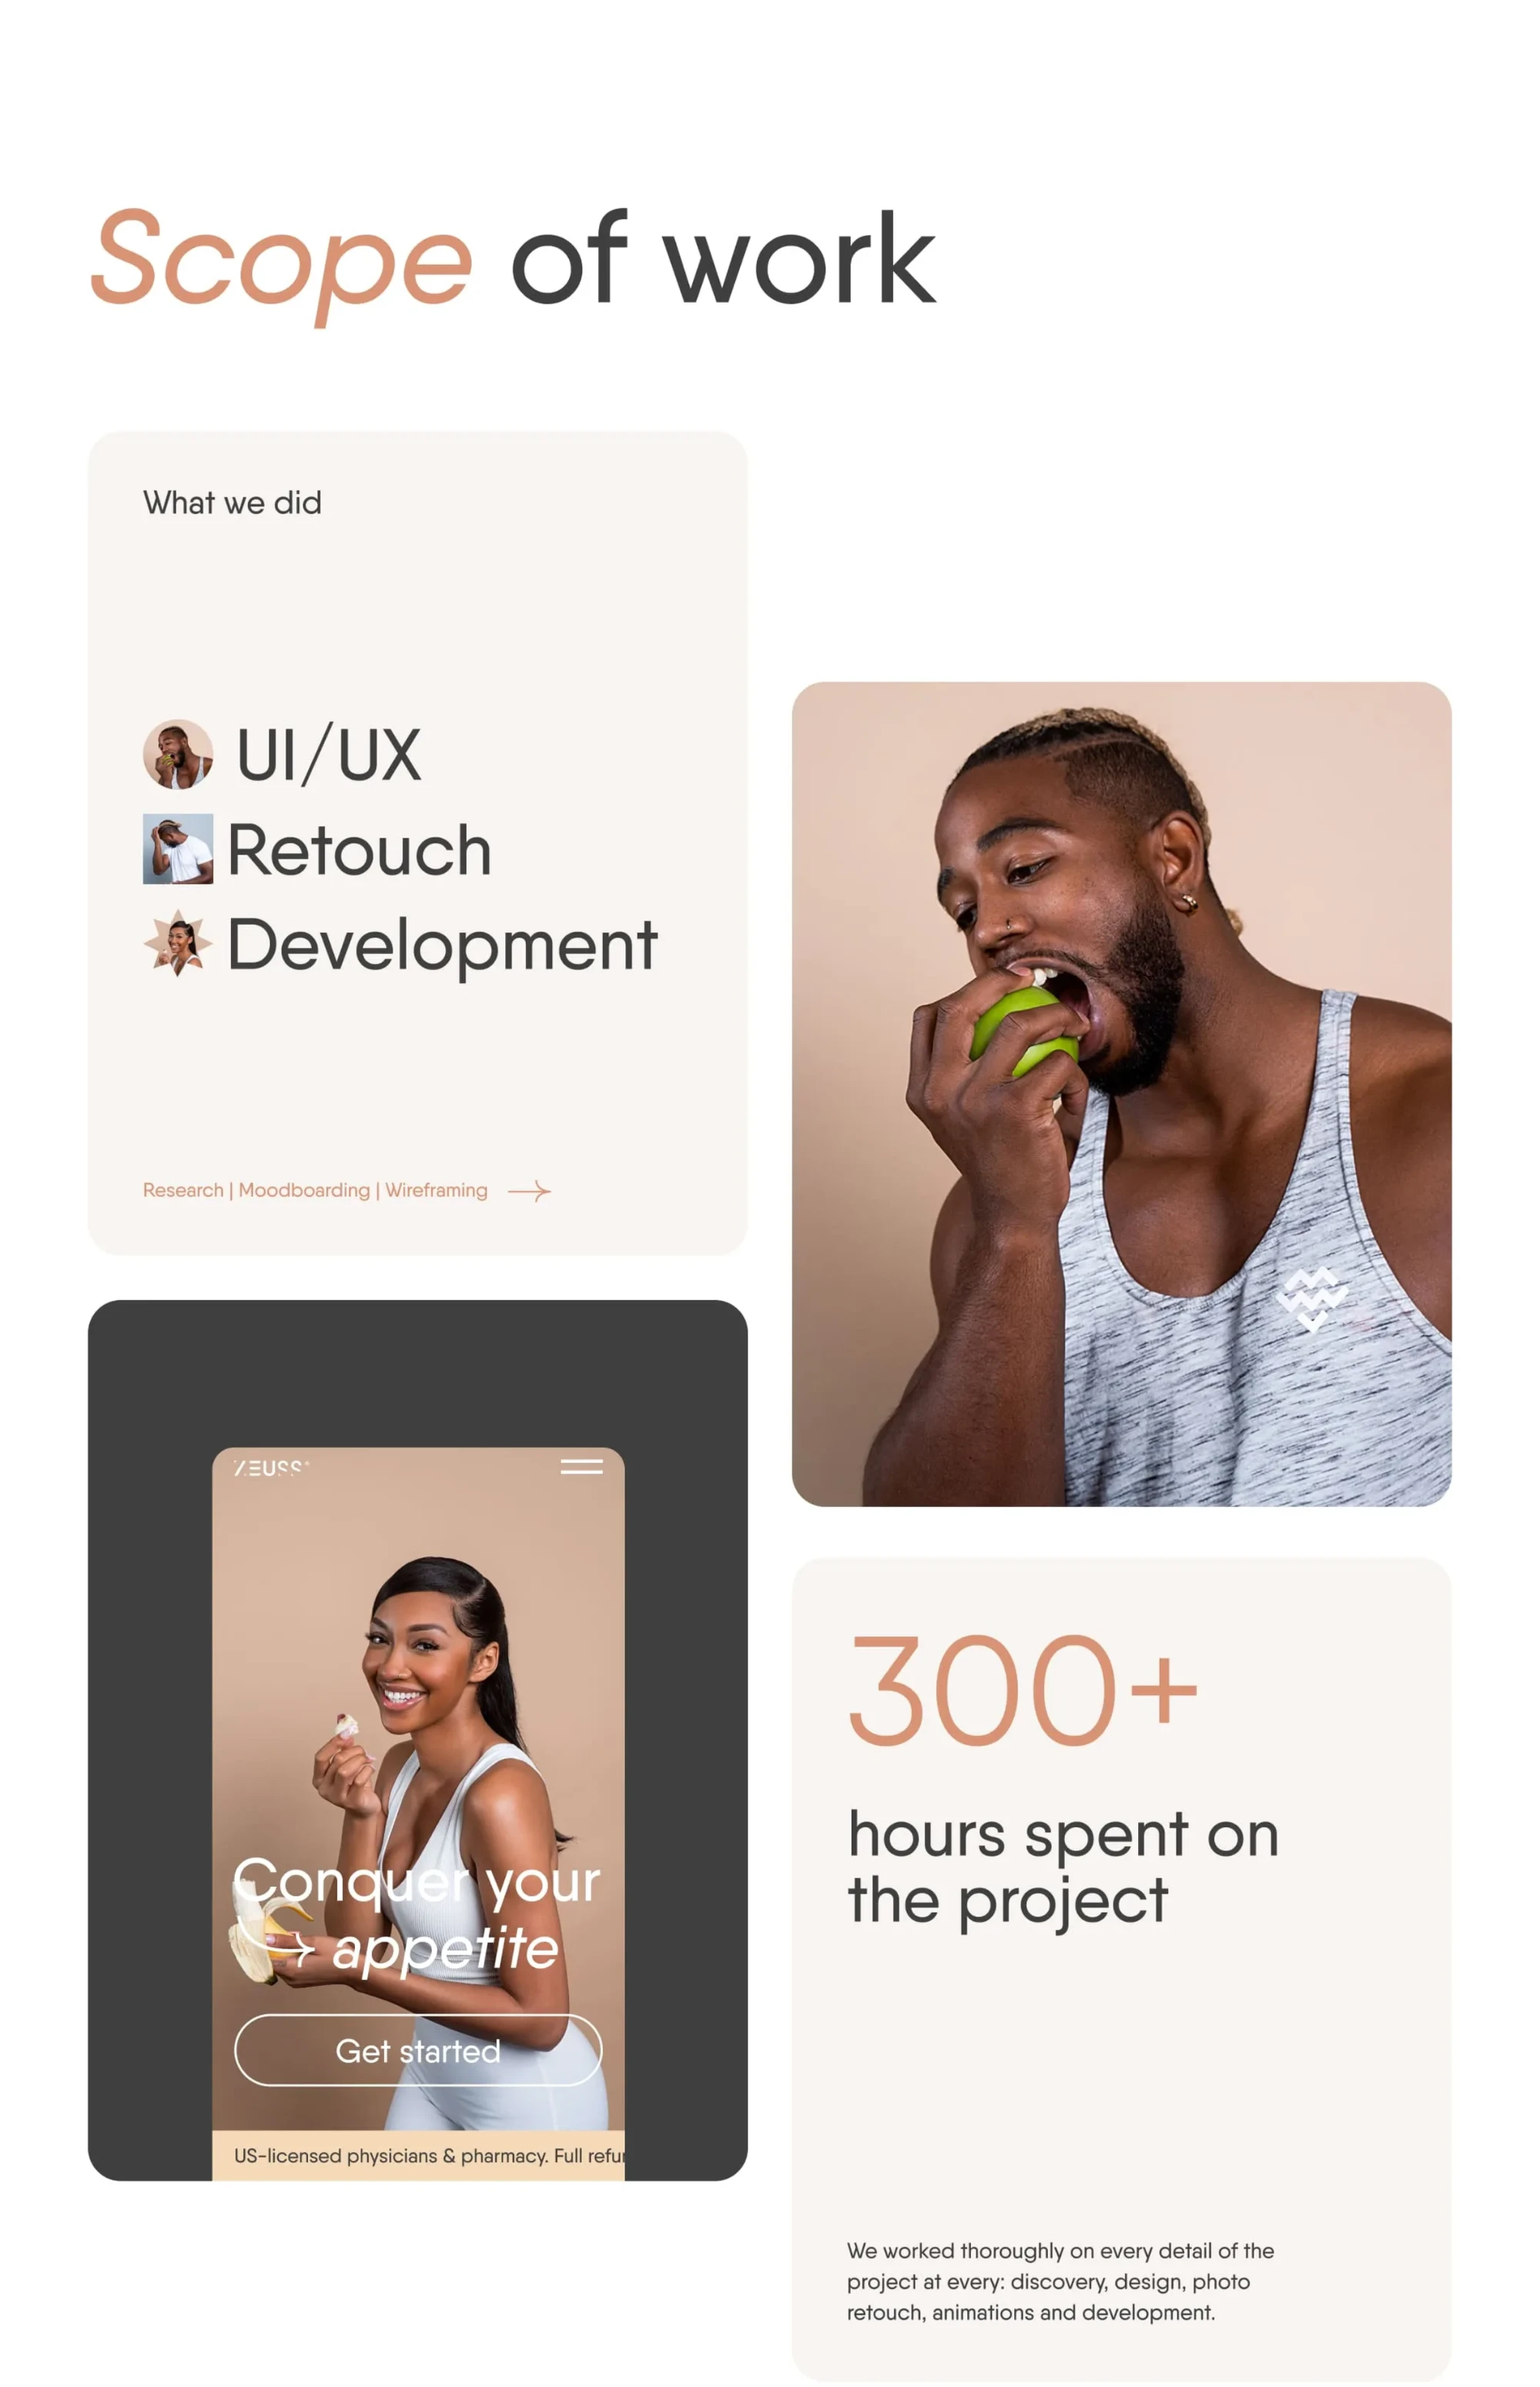 Scope of work
What we did
UI/UX
Retouch
Development
Research | Moodboarding | Wireframing
ZEUSS
Conquer your
appetite
Get started
US-licensed physicians & pharmacy. Full
300+
hours spent on
the project
We worked thoroughly on every detail of the
project at every: discovery, design, photo
retouch, animations and development.